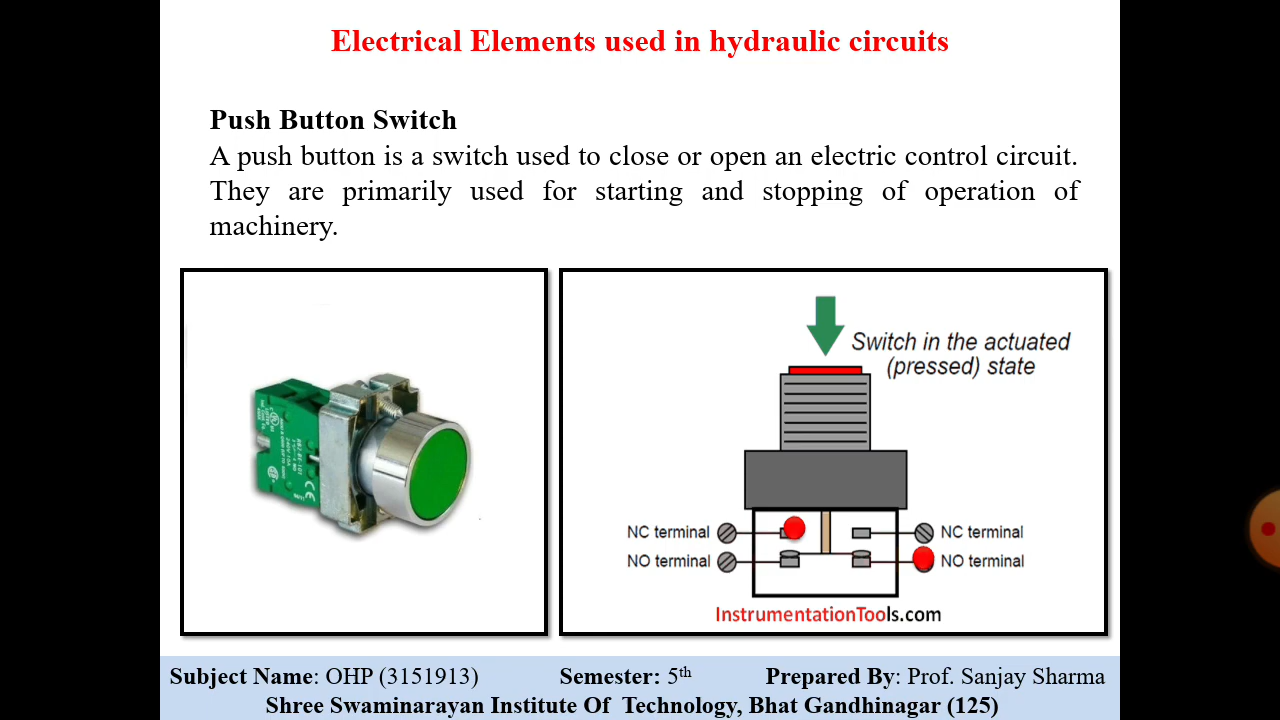 Electrical Elements used in hydraulic circuits
Push Button Switch
A push button is a switch used to close or open an electric control circuit.
They are primarily used for starting and stopping of operation of
machinery.
Switch in the actuated
(pressed) state
NC terminal
NC terminal
NO terminal
NO terminal
InstrumentationTools.com
Subject Name: OHP (3151913) Semester: 5th Prepared By: Prof. Sanjay Sharma
Shree Swaminarayan Institute Of Technology, Bhat Gandhinagar (125)